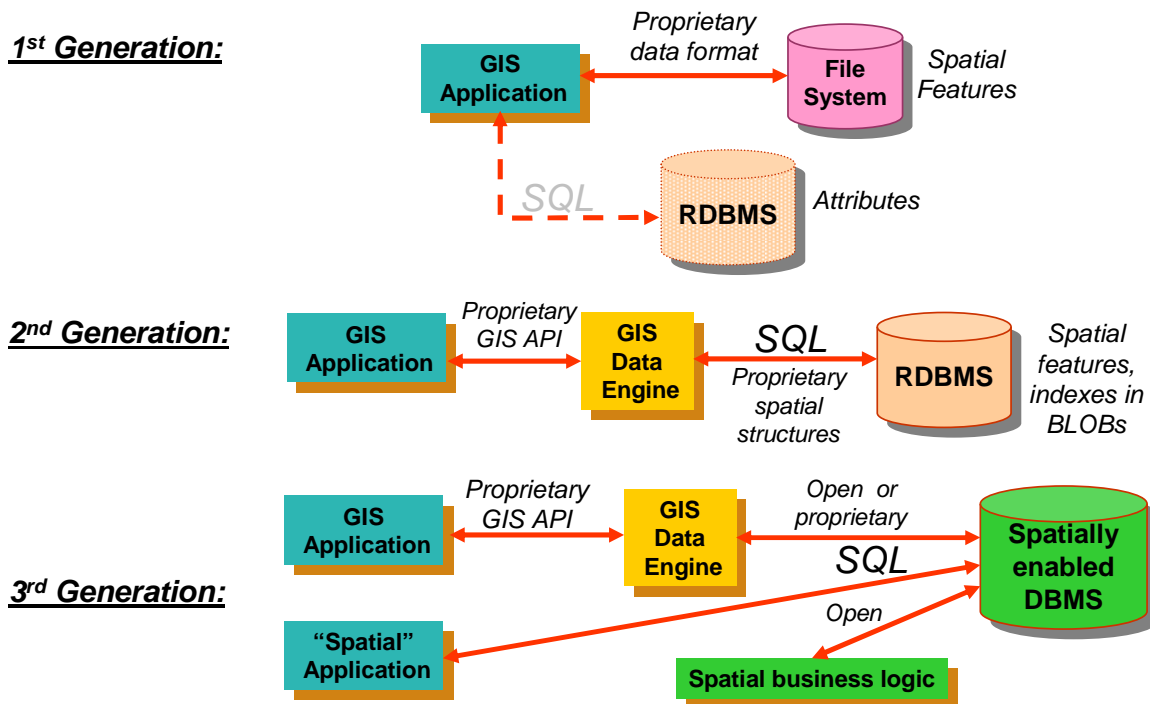 1st Generation:
GIS
Application
Proprietary
data format
File
System
Spatial
Features
SQL
RDBMS
Attributes
2nd Generation:
GIS
Application
Proprietary
GIS API
GIS
Data
Engine
SQL
Proprietary
spatial
structures
RDBMS
Spatial
features,
indexes in
BLOBs
3rd Generation:
GIS
Application
Proprietary
GIS API
GIS
Data
Engine
Open or
proprietary
SQL
Spatially
enabled
DBMS
“Spatial”
Application
Open
Spatial business logic